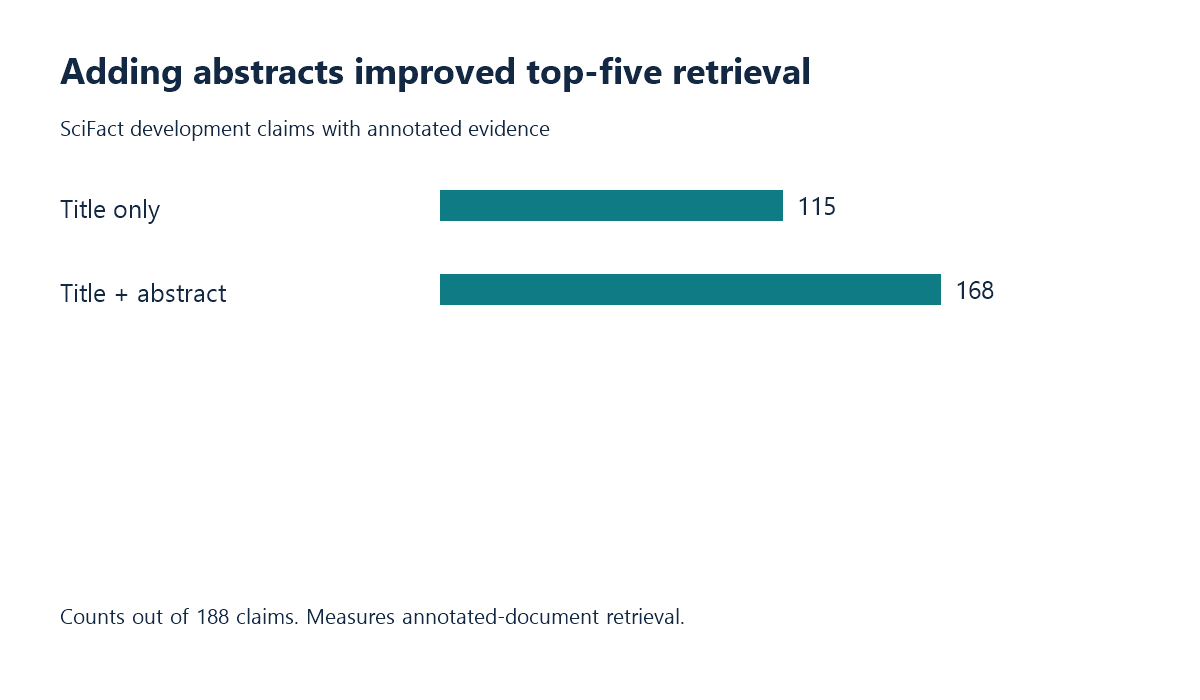 Adding abstracts improved top-five retrieval
SciFact development claims with annotated evidence
Title only
115
Title + abstract
168
Counts out of 188 claims. Measures annotated-document retrieval.